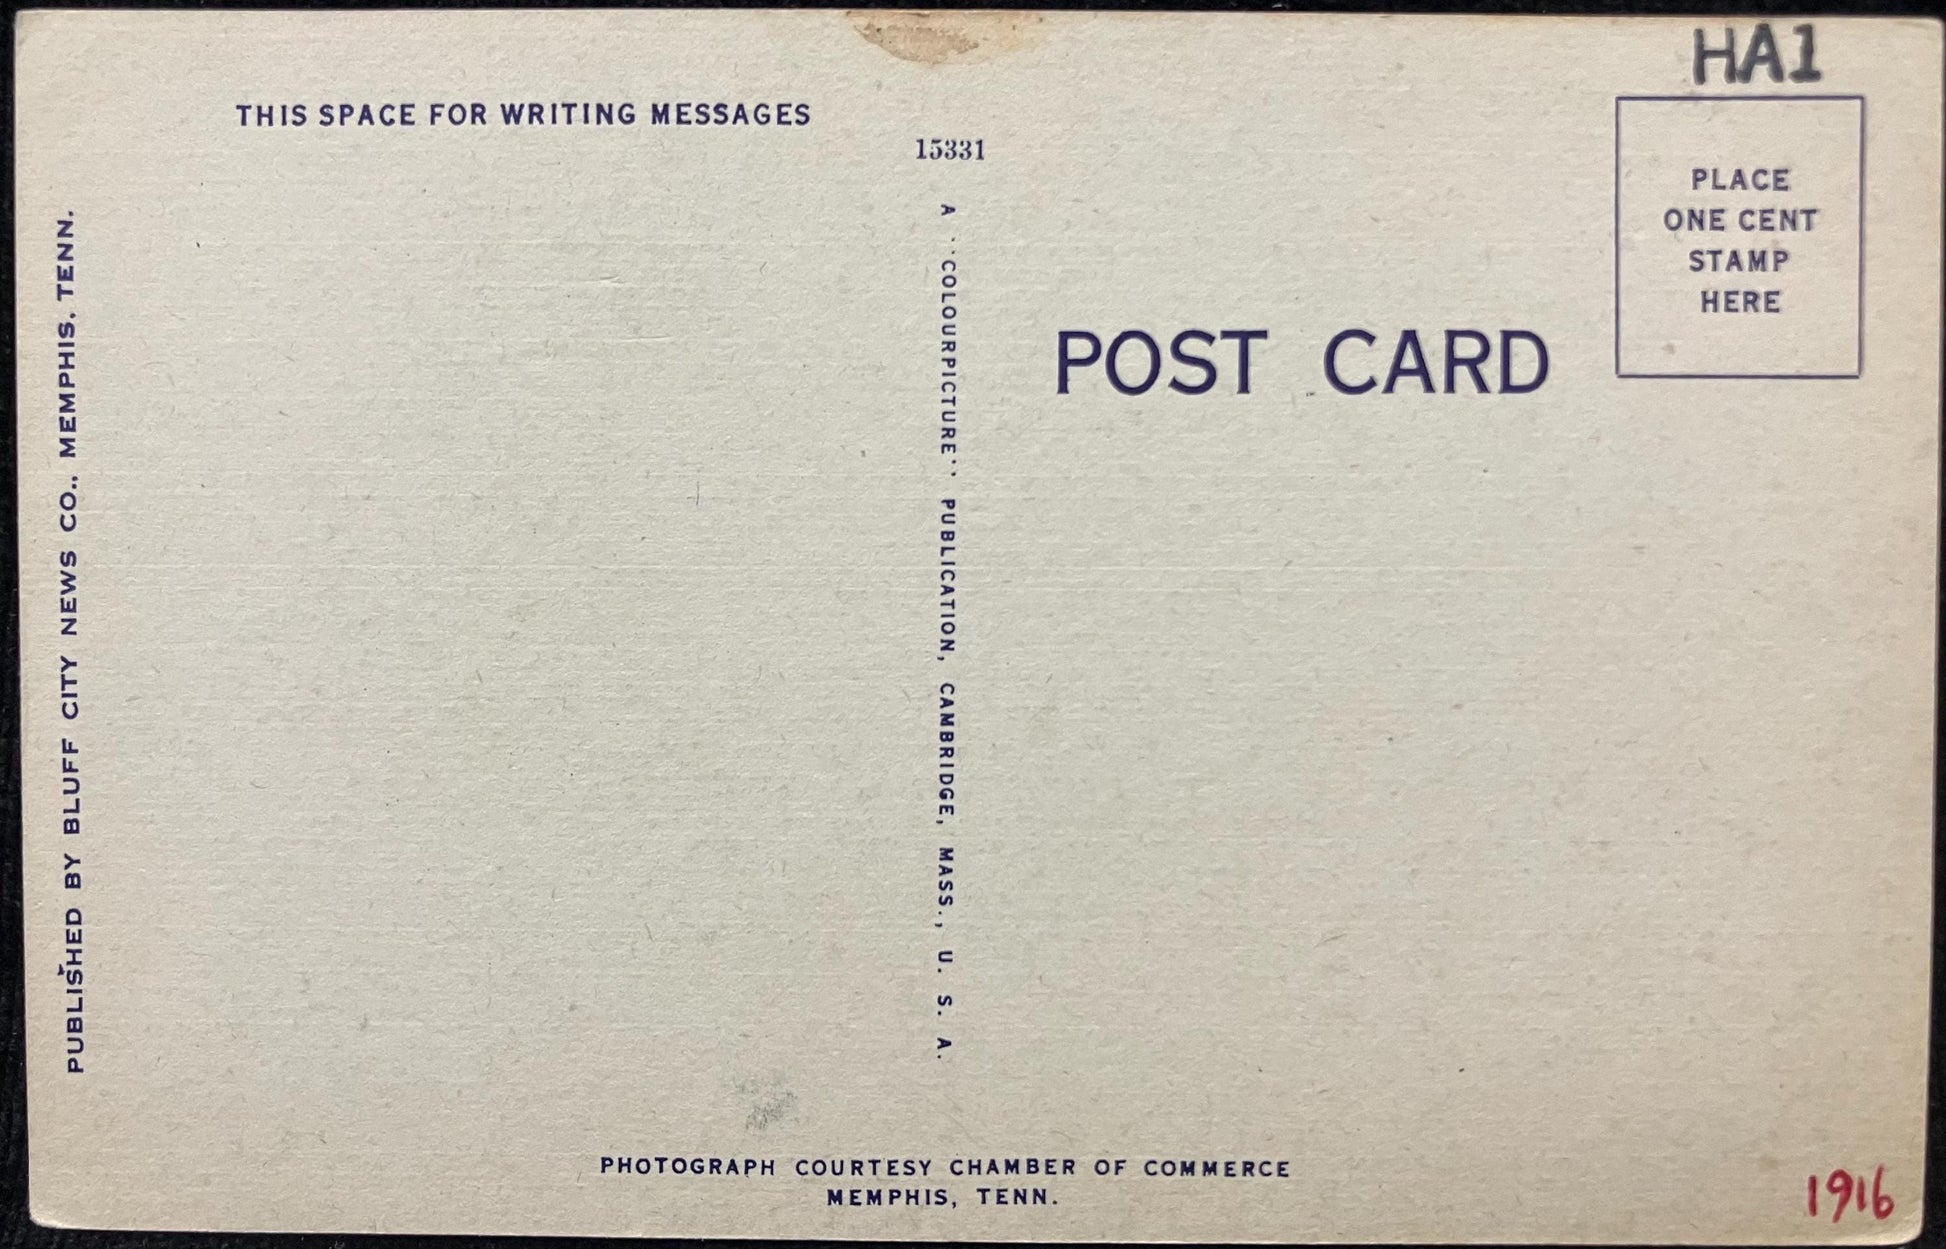 HA1
THIS SPACE FOR WRITING MESSAGES
15331
PLACE
ONE CENT
STAMP
HERE
POST CARD
A "COLOURPICTURE" PUBLICATION, CAMBRIDGE, MASS., U. S. A.
PUBLISHED BY BLUFF CITY NEWS CO., MEMPHIS, TENN.
PHOTOGRAPH COURTESY CHAMBER OF COMMERCE
MEMPHIS, TENN.
1916